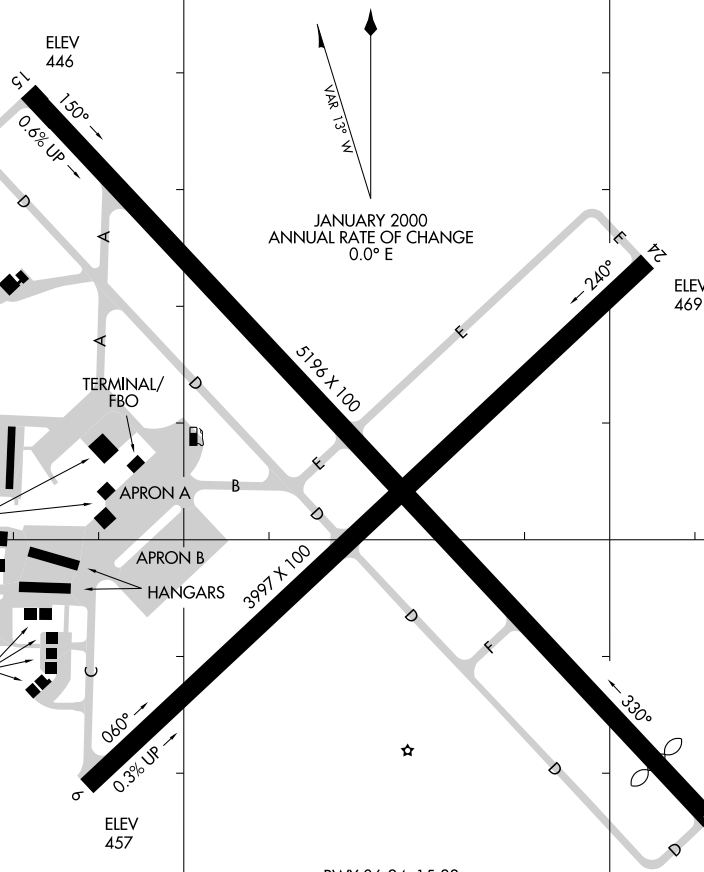 ELEV
446
15
150°
0.6% UP
VAR 13° W
JANUARY 2000
ANNUAL RATE OF CHANGE
0.0° E
D
A
E
24
240°
ELEV
469
E
A
5196 X 100
TERMINAL/
FBO
D
E
B
APRON A
D
APRON B
HANGARS
3997 X 100
D
F
C
060°
0.3% UP
330°
6
D
ELEV
457
D